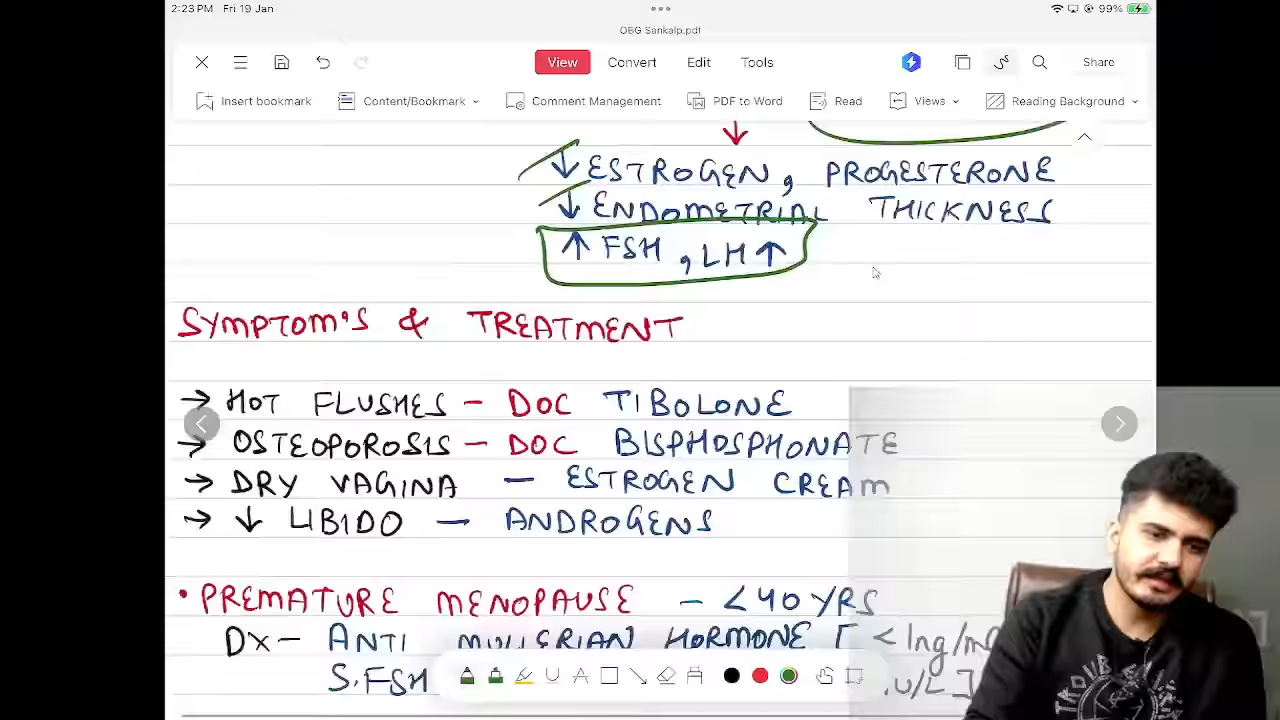 2:23 PM Fri 19 Jan
99%
OBG Sankalp.pdf
View Convert Edit Tools Share
Insert bookmark Content/Bookmark Comment Management PDF to Word Read Views Reading Background
↓ ESTROGEN, PROGESTERONE
↓ ENDOMETRIAL THICKNESS
↑ FSH, LH ↑
SYMPTOM'S & TREATMENT
→ HOT FLUSHES - DOC TIBOLONE
→ OSTEOPOROSIS - DOC BISPHOSPHONATE
→ DRY VAGINA - ESTROGEN CREAM
→ ↓ LIBIDO - ANDROGENS
• PREMATURE MENOPAUSE - <40 YRS
DX - ANTI MULLERIAN HORMONE [ <1ng/
S. FSH